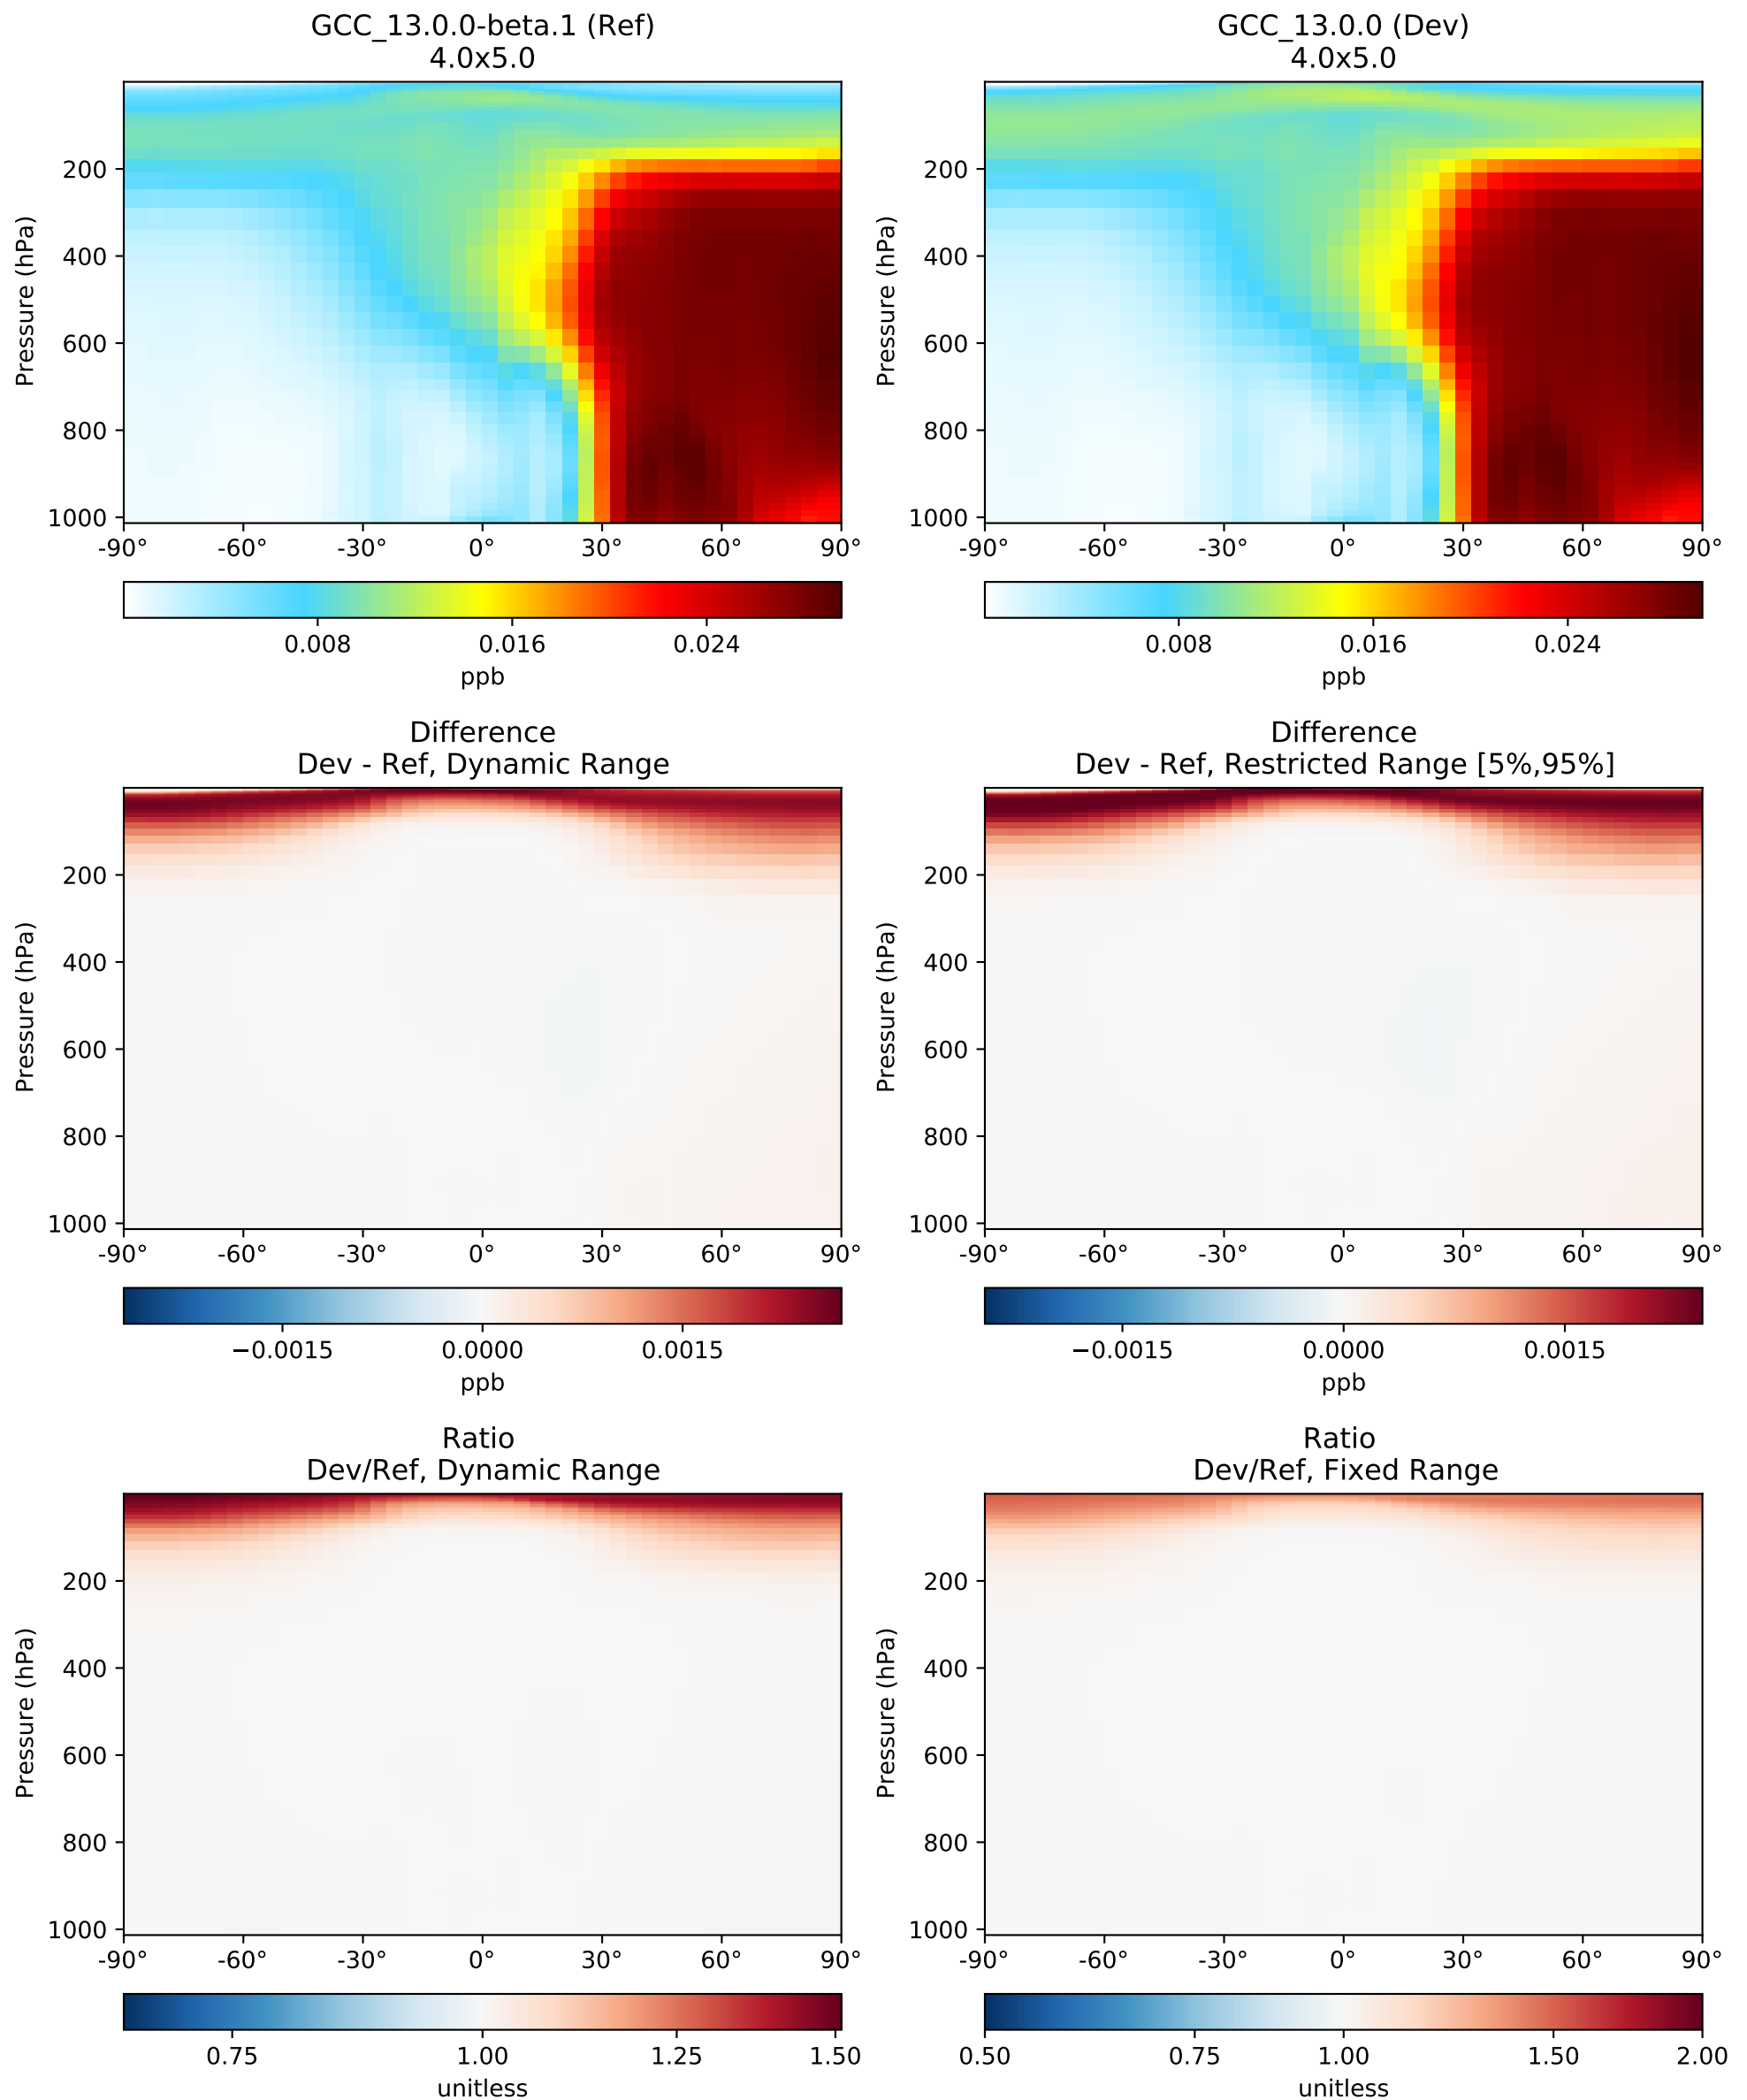 GCC_13.0.0-beta.1 (Ref)
4.0x5.0
Pressure (hPa)
200
400
600
800
1000
-90° -60° -30° 0° 30° 60° 90°
0.008 0.016 0.024
ppb
GCC_13.0.0 (Dev)
4.0x5.0
Pressure (hPa)
200
400
600
800
1000
-90° -60° -30° 0° 30° 60° 90°
0.008 0.016 0.024
ppb
Difference
Dev - Ref, Dynamic Range
Pressure (hPa)
200
400
600
800
1000
-90° -60° -30° 0° 30° 60° 90°
−0.0015 0.0000 0.0015
ppb
Difference
Dev - Ref, Restricted Range [5%,95%]
Pressure (hPa)
200
400
600
800
1000
-90° -60° -30° 0° 30° 60° 90°
−0.0015 0.0000 0.0015
ppb
Ratio
Dev/Ref, Dynamic Range
Pressure (hPa)
200
400
600
800
1000
-90° -60° -30° 0° 30° 60° 90°
0.75 1.00 1.25 1.50
unitless
Ratio
Dev/Ref, Fixed Range
Pressure (hPa)
200
400
600
800
1000
-90° -60° -30° 0° 30° 60° 90°
0.50 0.75 1.00 1.50 2.00
unitless